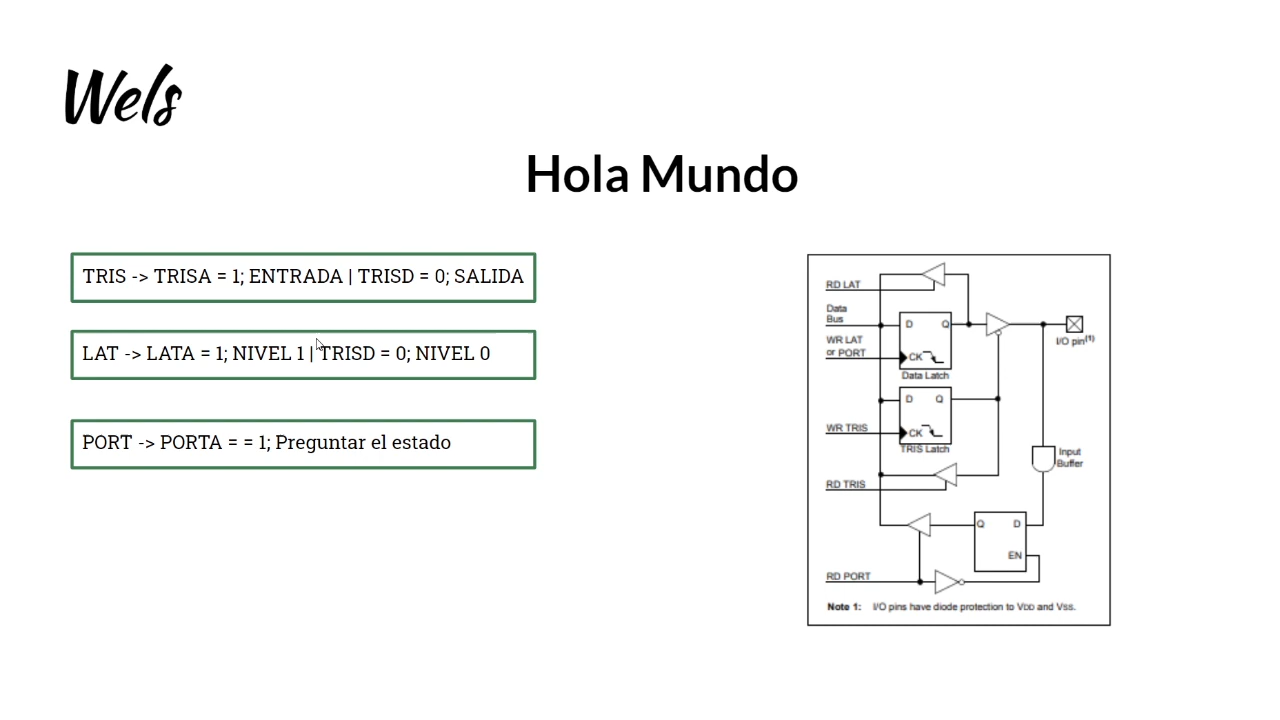 Wels
Hola Mundo
TRIS -> TRISA = 1; ENTRADA | TRISD = 0; SALIDA
LAT -> LATA = 1; NIVEL 1 | TRISD = 0; NIVEL 0
PORT -> PORTA = = 1; Preguntar el estado
RD LAT
Data
Bus
D Q
WR LAT
or PORT
CK
Data Latch
I/O pin(1)
D Q
WR TRIS
CK
TRIS Latch
Input
Buffer
RD TRIS
Q D
EN
RD PORT
Note 1: I/O pins have diode protection to VDD and VSS.